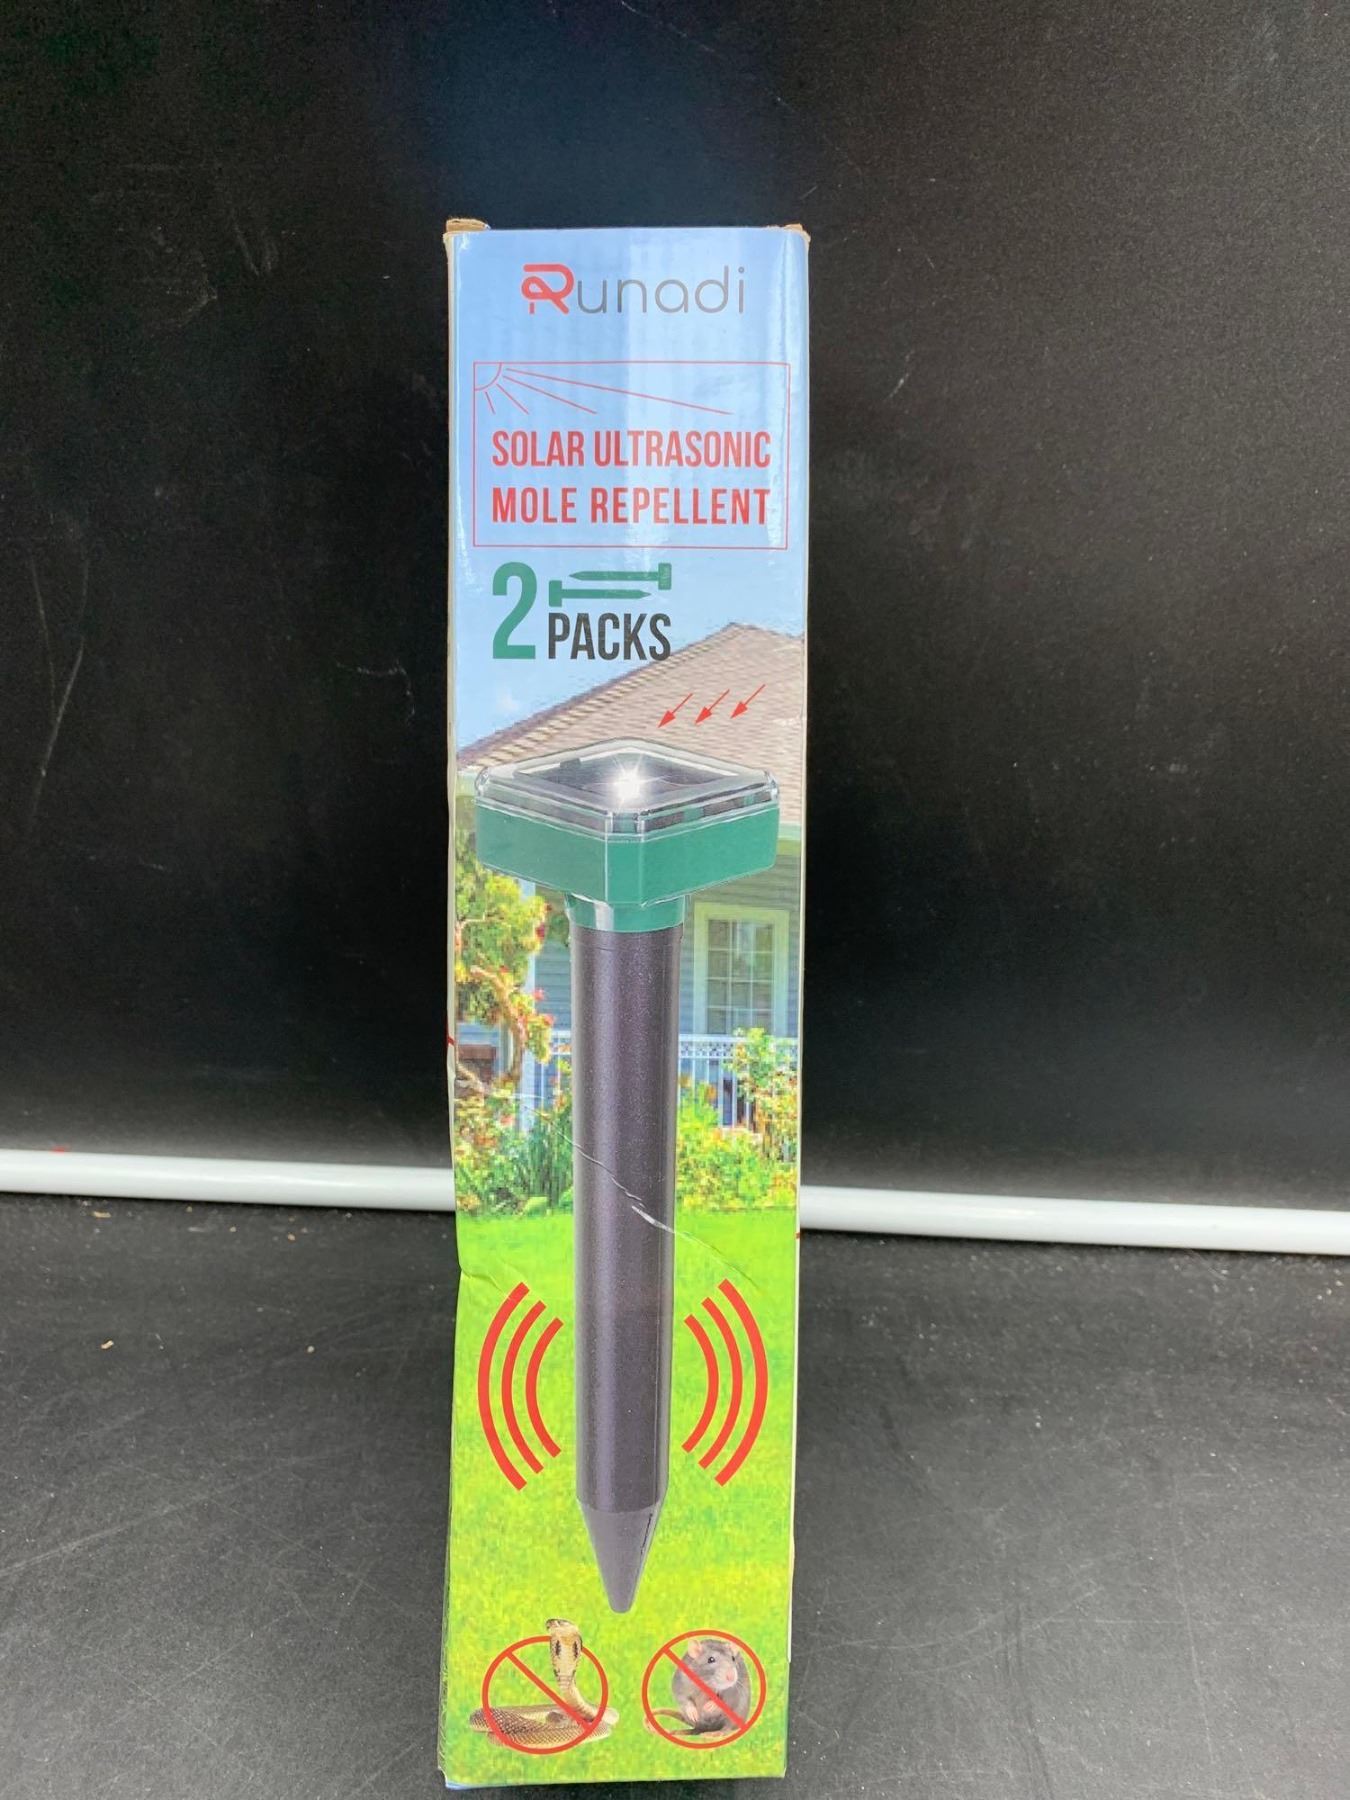 Runadi
SOLAR ULTRASONIC
MOLE REPELLENT
2 PACKS